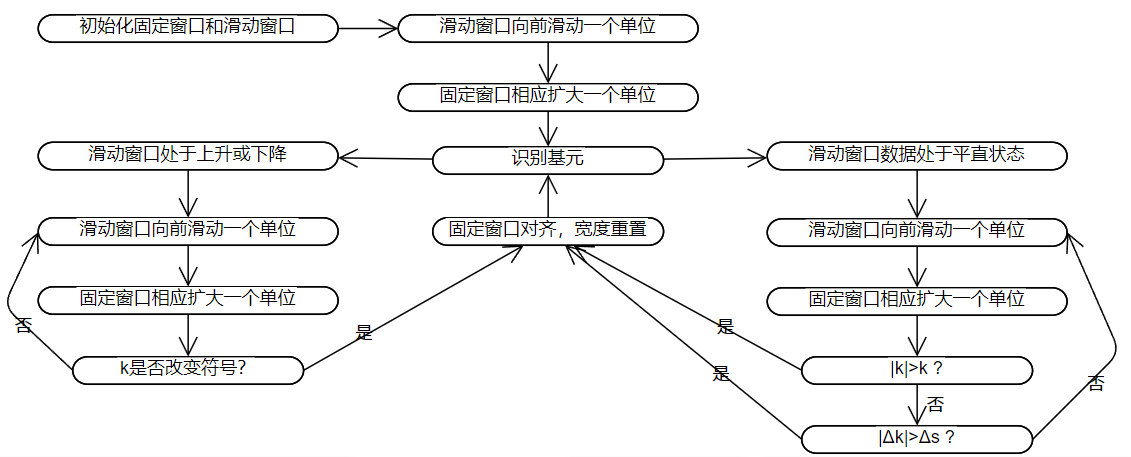 初始化固定窗口和滑动窗口
滑动窗口向前滑动一个单位
固定窗口相应扩大一个单位
滑动窗口处于上升或下降
识别基元
滑动窗口数据处于平直状态
滑动窗口向前滑动一个单位
固定窗口对齐，宽度重置
滑动窗口向前滑动一个单位
固定窗口相应扩大一个单位
固定窗口相应扩大一个单位
否
是
是
k是否改变符号?
|k|>k ?
是
否
否
|Δk|>Δs ?